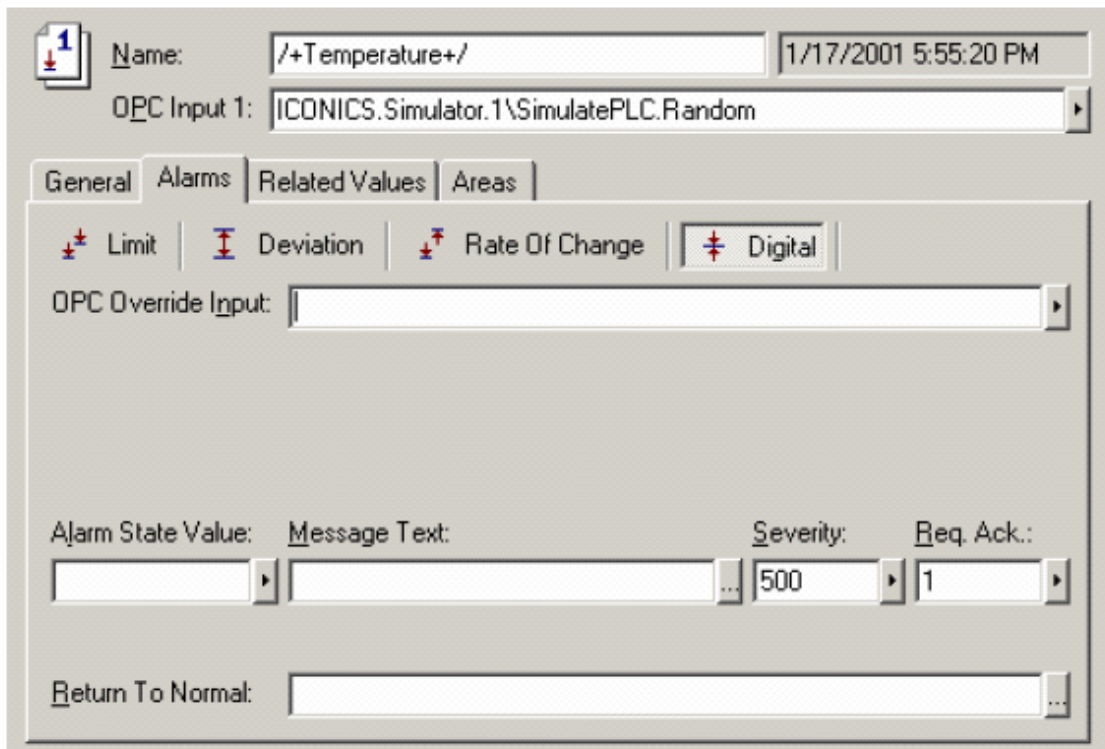 1
Name: /+Temperature+/ 1/17/2001 5:55:20 PM
OPC Input 1: ICONICS.Simulator.1\SimulatePLC.Random
General Alarms Related Values Areas
Limit Deviation Rate Of Change Digital
OPC Override Input:
Alarm State Value: Message Text: Severity: Req. Ack.:
... 500 1
Return To Normal: ...